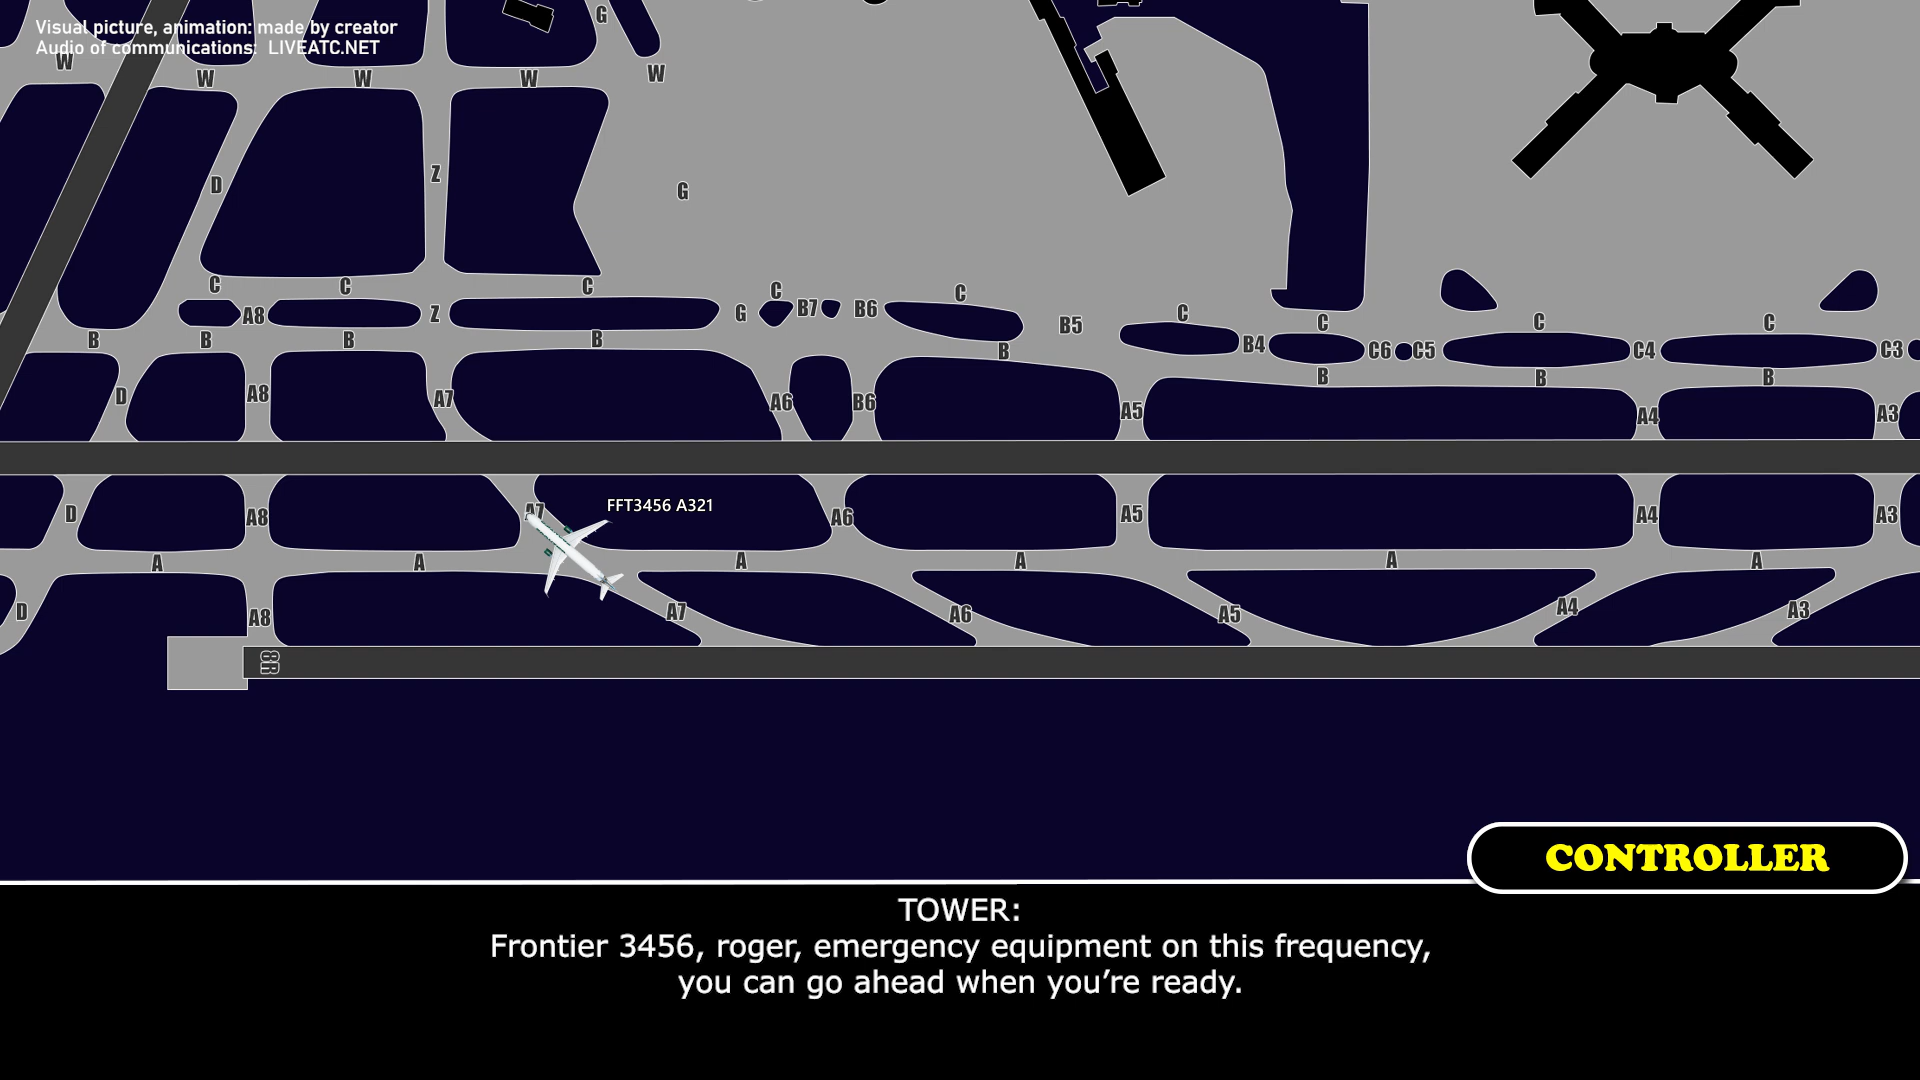 Visual picture, animation: made by creator
Audio of communications: LIVEATC.NET
G
W
W
W
W
W
D
Z
G
C
C
C
C
C
C
C
C
C
A8
Z
G
B7
B6
B5
B4
C6
C5
C4
C3
B
B
B
B
B
B
B
B
D
A8
A7
A6
B6
A5
A4
A3
FFT3456 A321
D
A8
A7
A6
A5
A4
A3
A
A
A
A
A
A
D
A8
A7
A6
A5
A4
A3
8R
CONTROLLER
TOWER:
Frontier 3456, roger, emergency equipment on this frequency,
you can go ahead when you’re ready.